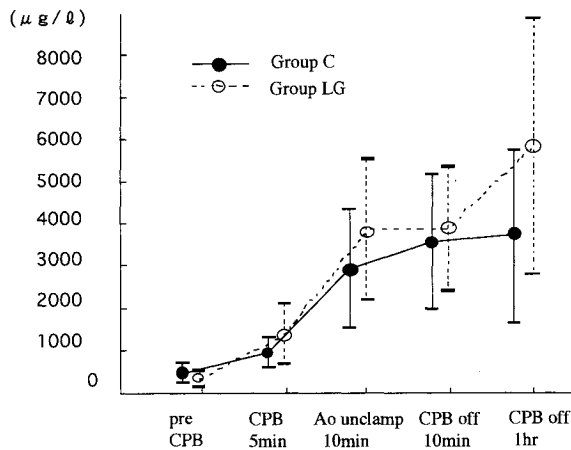 (μg/ℓ)
8000
7000
6000
5000
4000
3000
2000
1000
0
Group C
Group LG
pre CPB
CPB 5min
Ao unclamp 10min
CPB off 10min
CPB off 1hr